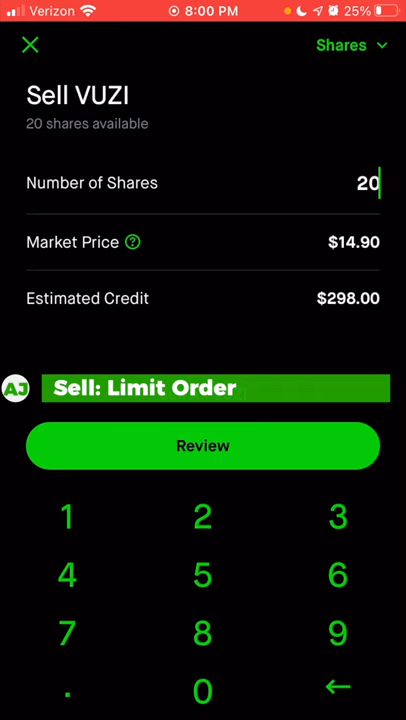 Verizon 8:00 PM 25%
Shares
Sell VUZI
20 shares available
Number of Shares 20
Market Price ? $14.90
Estimated Credit $298.00
AJ Sell: Limit Order
Review
1 2 3
4 5 6
7 8 9
. 0